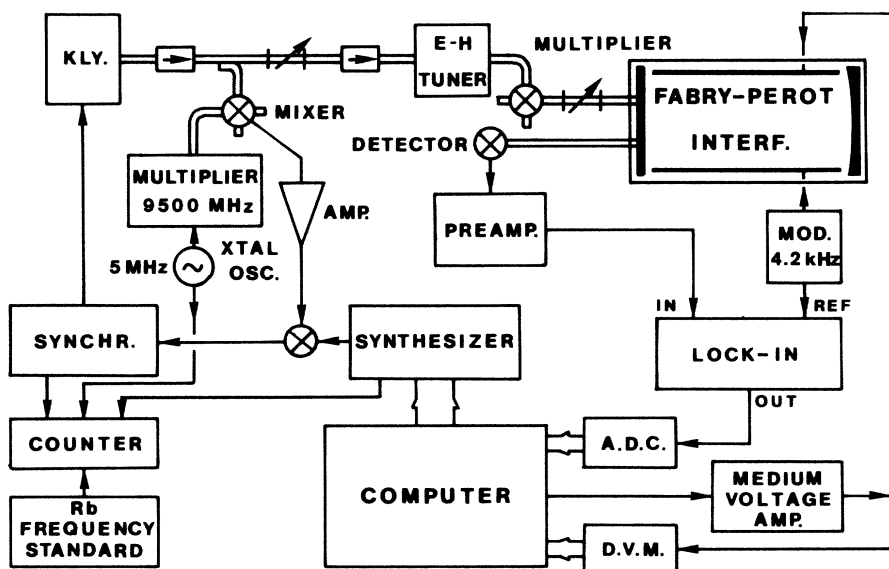 KLY.
E-H
TUNER
MULTIPLIER
MIXER
FABRY-PEROT
INTERF.
DETECTOR
MULTIPLIER
9500 MHz
AMP.
PREAMP.
MOD.
4.2 kHz
5 MHz
~
XTAL
OSC.
IN
REF
SYNCHR.
SYNTHESIZER
LOCK-IN
OUT
COUNTER
A.D.C.
COMPUTER
MEDIUM
VOLTAGE
AMP.
Rb
FREQUENCY
STANDARD
D.V.M.